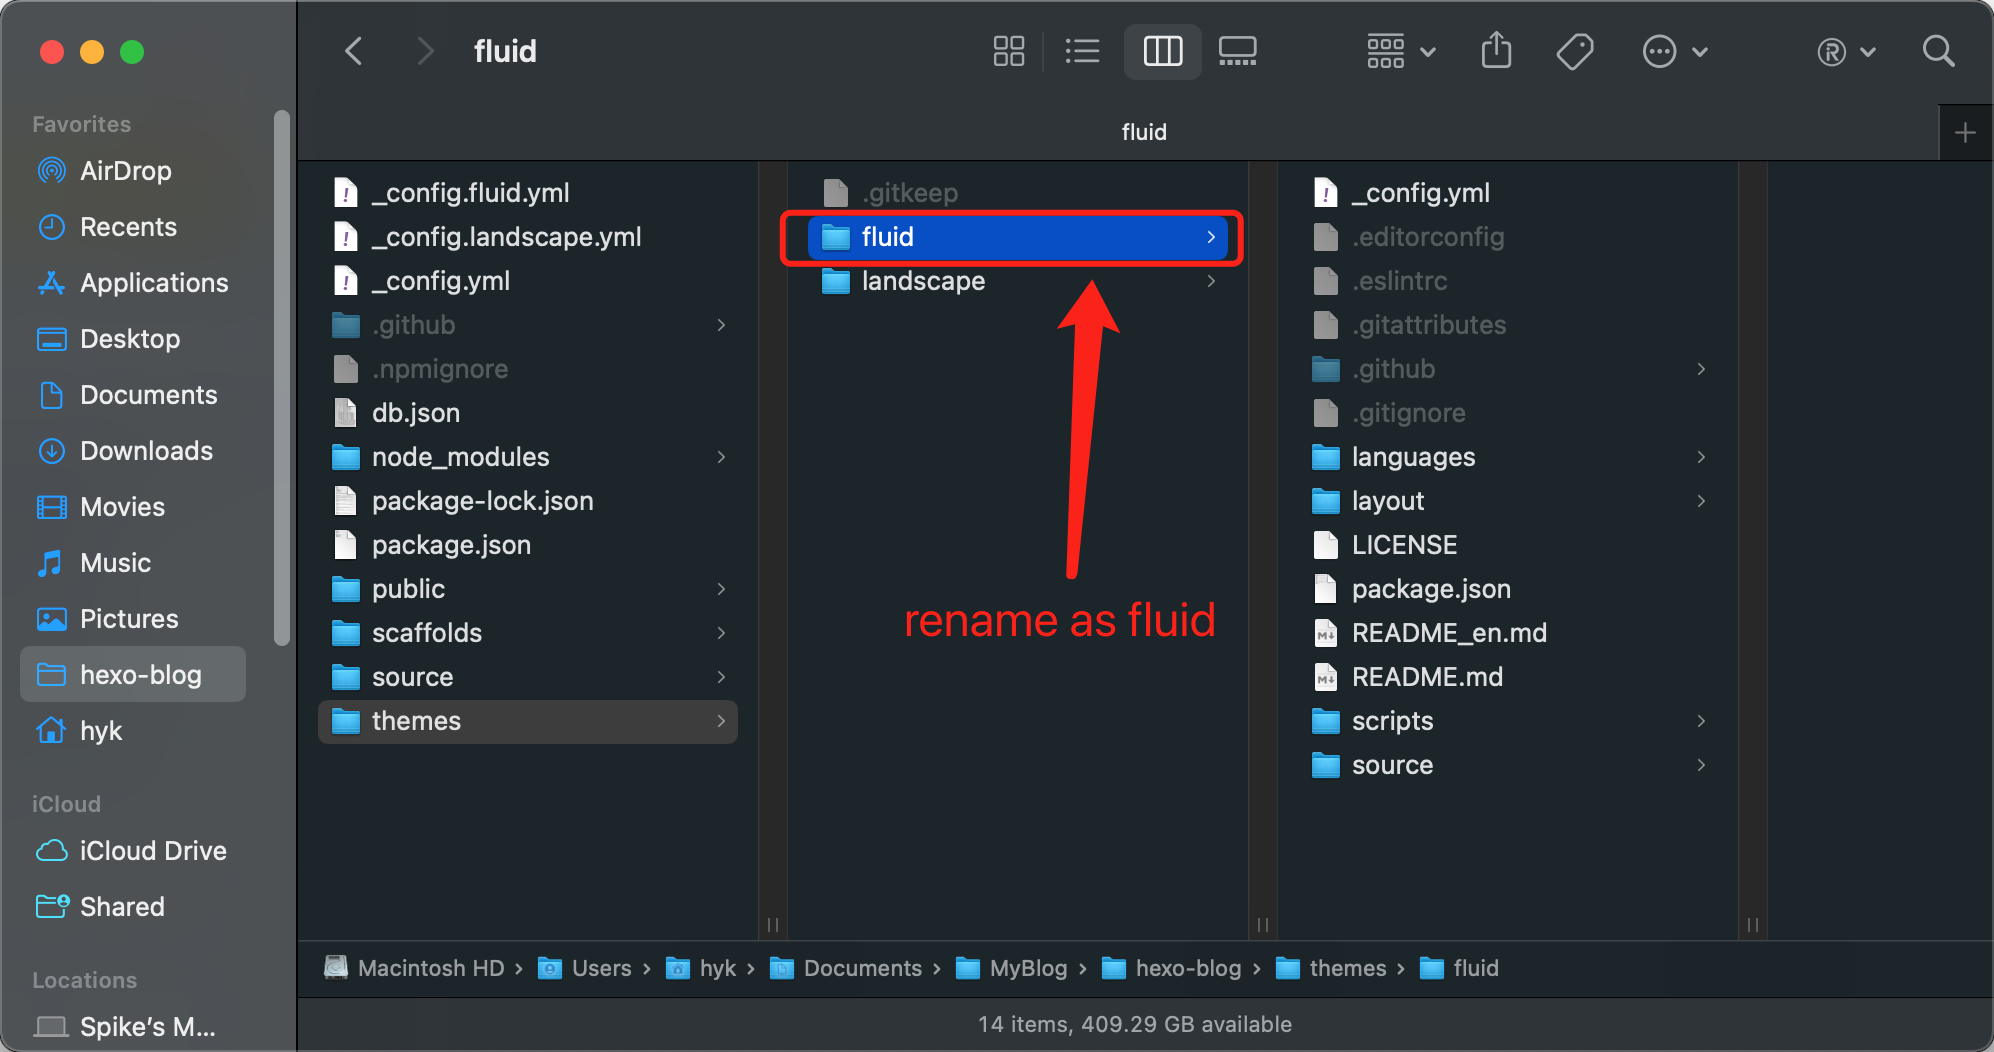 fluid
fluid
Favorites
AirDrop
Recents
Applications
Desktop
Documents
Downloads
Movies
Music
Pictures
hexo-blog
hyk
iCloud
iCloud Drive
Shared
Locations
Spike's M...
_config.fluid.yml
_config.landscape.yml
_config.yml
.github
.npmignore
db.json
node_modules
package-lock.json
package.json
public
scaffolds
source
themes
.gitkeep
fluid
landscape
rename as fluid
_config.yml
.editorconfig
.eslintrc
.gitattributes
.github
.gitignore
languages
layout
LICENSE
package.json
README_en.md
README.md
scripts
source
Macintosh HD › Users › hyk › Documents › MyBlog › hexo-blog › themes › fluid
14 items, 409.29 GB available